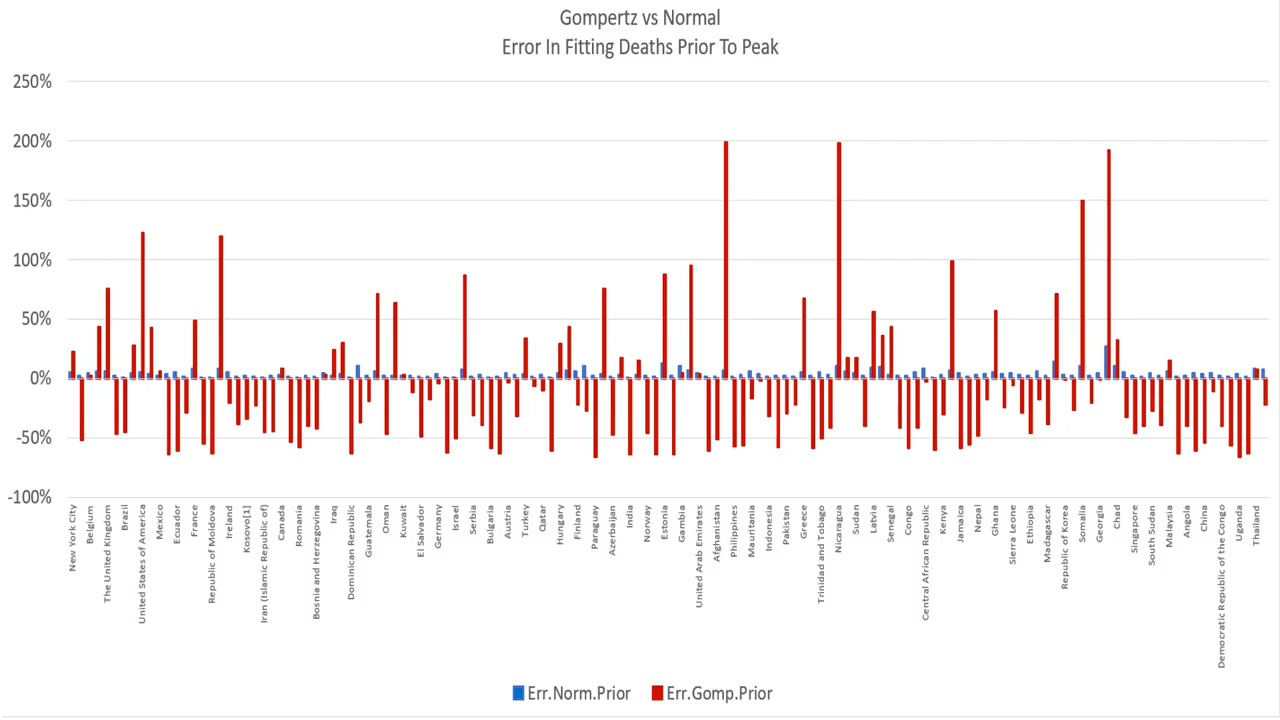 Gompertz vs Normal
Error In Fitting Deaths Prior To Peak
250%
200%
150%
100%
50%
0%
-50%
-100%
New York City
Belgium
The United Kingdom
Brazil
United States of America
Mexico
Ecuador
France
Republic of Moldova
Ireland
Kosovo[1]
Iran (Islamic Republic of)
Canada
Romania
Bosnia and Herzegovina
Iraq
Dominican Republic
Guatemala
Oman
Kuwait
El Salvador
Germany
Israel
Serbia
Bulgaria
Austria
Turkey
Qatar
Hungary
Finland
Paraguay
Azerbaijan
India
Norway
Estonia
Gambia
United Arab Emirates
Afghanistan
Philippines
Mauritania
Indonesia
Pakistan
Greece
Trinidad and Tobago
Nicaragua
Sudan
Latvia
Senegal
Congo
Central African Republic
Kenya
Jamaica
Nepal
Ghana
Sierra Leone
Ethiopia
Madagascar
Republic of Korea
Somalia
Georgia
Chad
Singapore
South Sudan
Malaysia
Angola
China
Democratic Republic of the Congo
Uganda
Thailand
Err.Norm.Prior
Err.Gomp.Prior